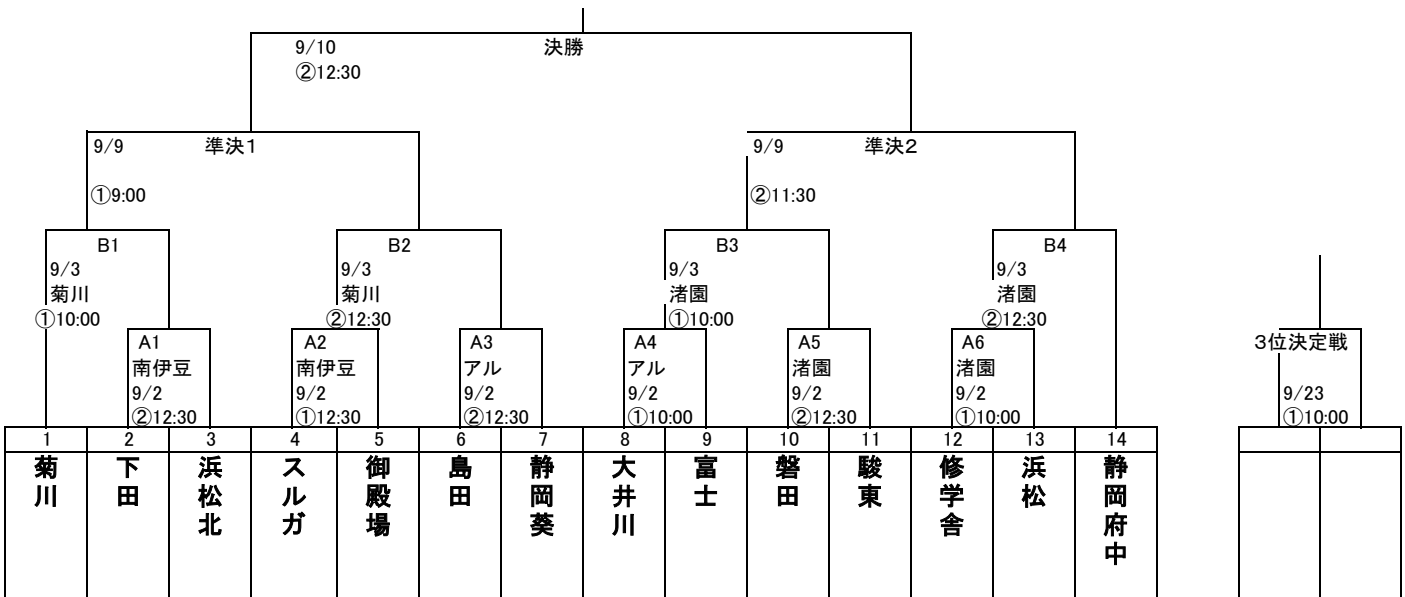 9/10 決勝
②12:30
9/9 準決1
9/9 準決2
①9:00
②11:30
B1
9/3
菊川
①10:00
B2
9/3
菊川
②12:30
B3
9/3
渚園
①10:00
B4
9/3
渚園
②12:30
A1
南伊豆
9/2
②12:30
A2
南伊豆
9/2
①12:30
A3
アル
9/2
②12:30
A4
アル
9/2
①10:00
A5
渚園
9/2
②12:30
A6
渚園
9/2
①10:00
3位決定戦
9/23
①10:00
1 2 3 4 5 6 7 8 9 10 11 12 13 14
菊川
下田
浜松北
スルガ
御殿場
島田
静岡葵
大井川
富士
磐田
駿東
修学舎
浜松
静岡府中